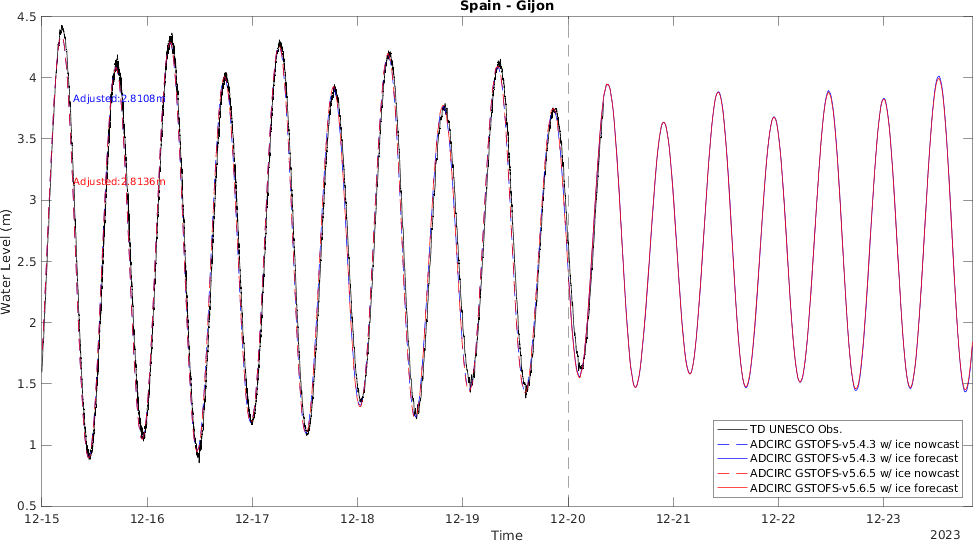 Spain - Gijon
4.5
4
Adjusted:2.8108m
3.5
Adjusted:2.8136m
3
2.5
2
1.5
1
0.5
Water Level (m)
TD UNESCO Obs.
ADCIRC GSTOFS-v5.4.3 w/ ice nowcast
ADCIRC GSTOFS-v5.4.3 w/ ice forecast
ADCIRC GSTOFS-v5.6.5 w/ ice nowcast
ADCIRC GSTOFS-v5.6.5 w/ ice forecast
12-15 12-16 12-17 12-18 12-19 12-20 12-21 12-22 12-23
Time
2023